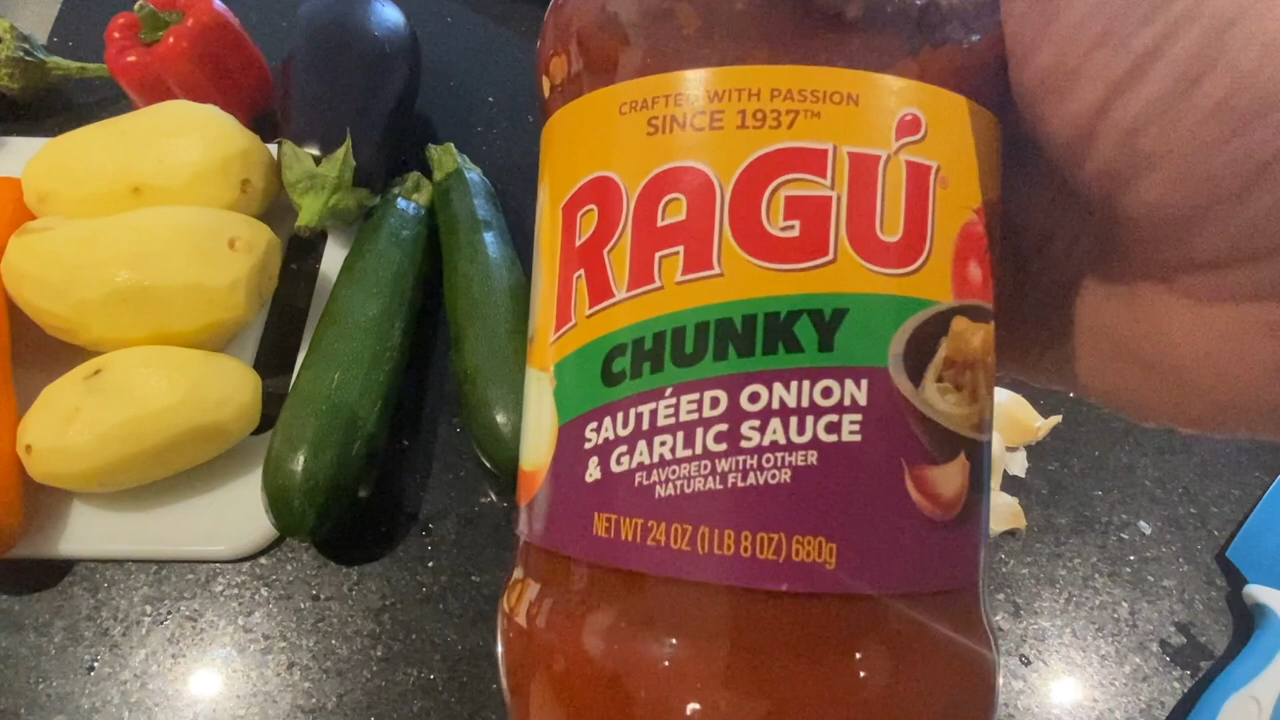 CRAFTED WITH PASSION
SINCE 1937™
RAGÚ®
CHUNKY
SAUTÉED ONION
& GARLIC SAUCE
FLAVORED WITH OTHER
NATURAL FLAVOR
NET WT 24 OZ (1 LB 8 OZ) 680g